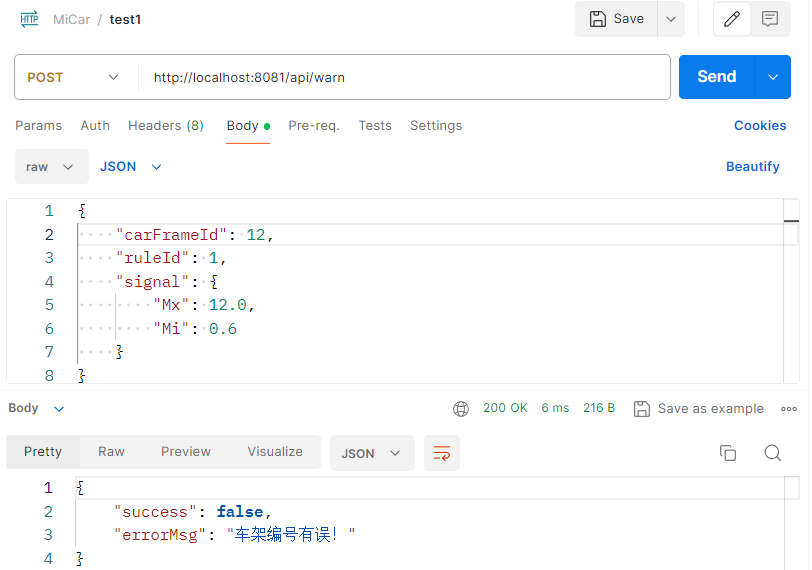 HTTP MiCar / test1 Save
POST http://localhost:8081/api/warn Send
Params Auth Headers (8) Body Pre-req. Tests Settings Cookies
raw JSON Beautify
1 {
2 "carFrameId": 12,
3 "ruleId": 1,
4 "signal": {
5 "Mx": 12.0,
6 "Mi": 0.6
7 }
8 }
Body 200 OK 6 ms 216 B Save as example
Pretty Raw Preview Visualize JSON
1 {
2 "success": false,
3 "errorMsg": "车架编号有误！"
4 }